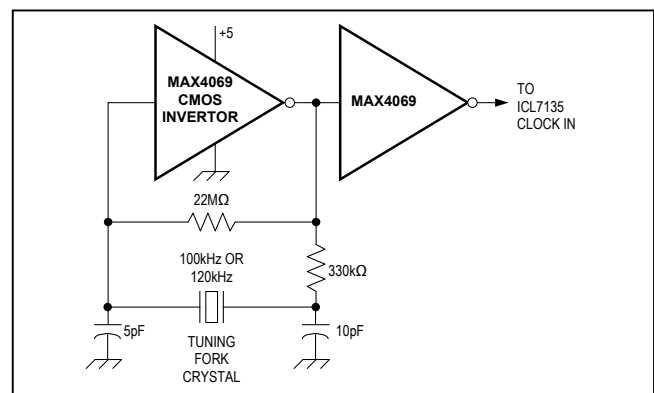 +5
MAX4069
CMOS
INVERTOR
MAX4069
TO
ICL7135
CLOCK IN
22MΩ
100kHz OR
120kHz
330kΩ
5pF
10pF
TUNING
FORK
CRYSTAL